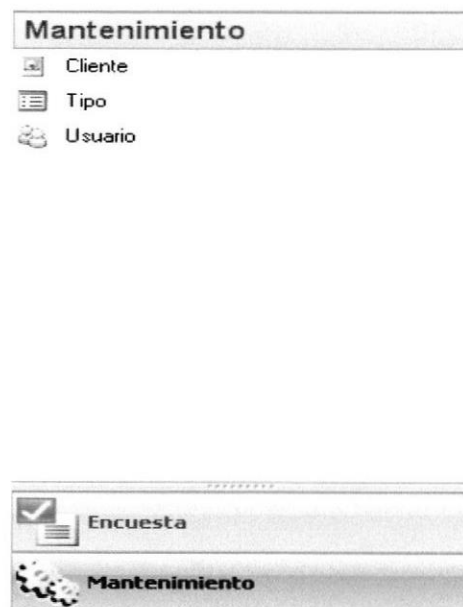 Mantenimiento
Cliente
Tipo
Usuario
Encuesta
Mantenimiento